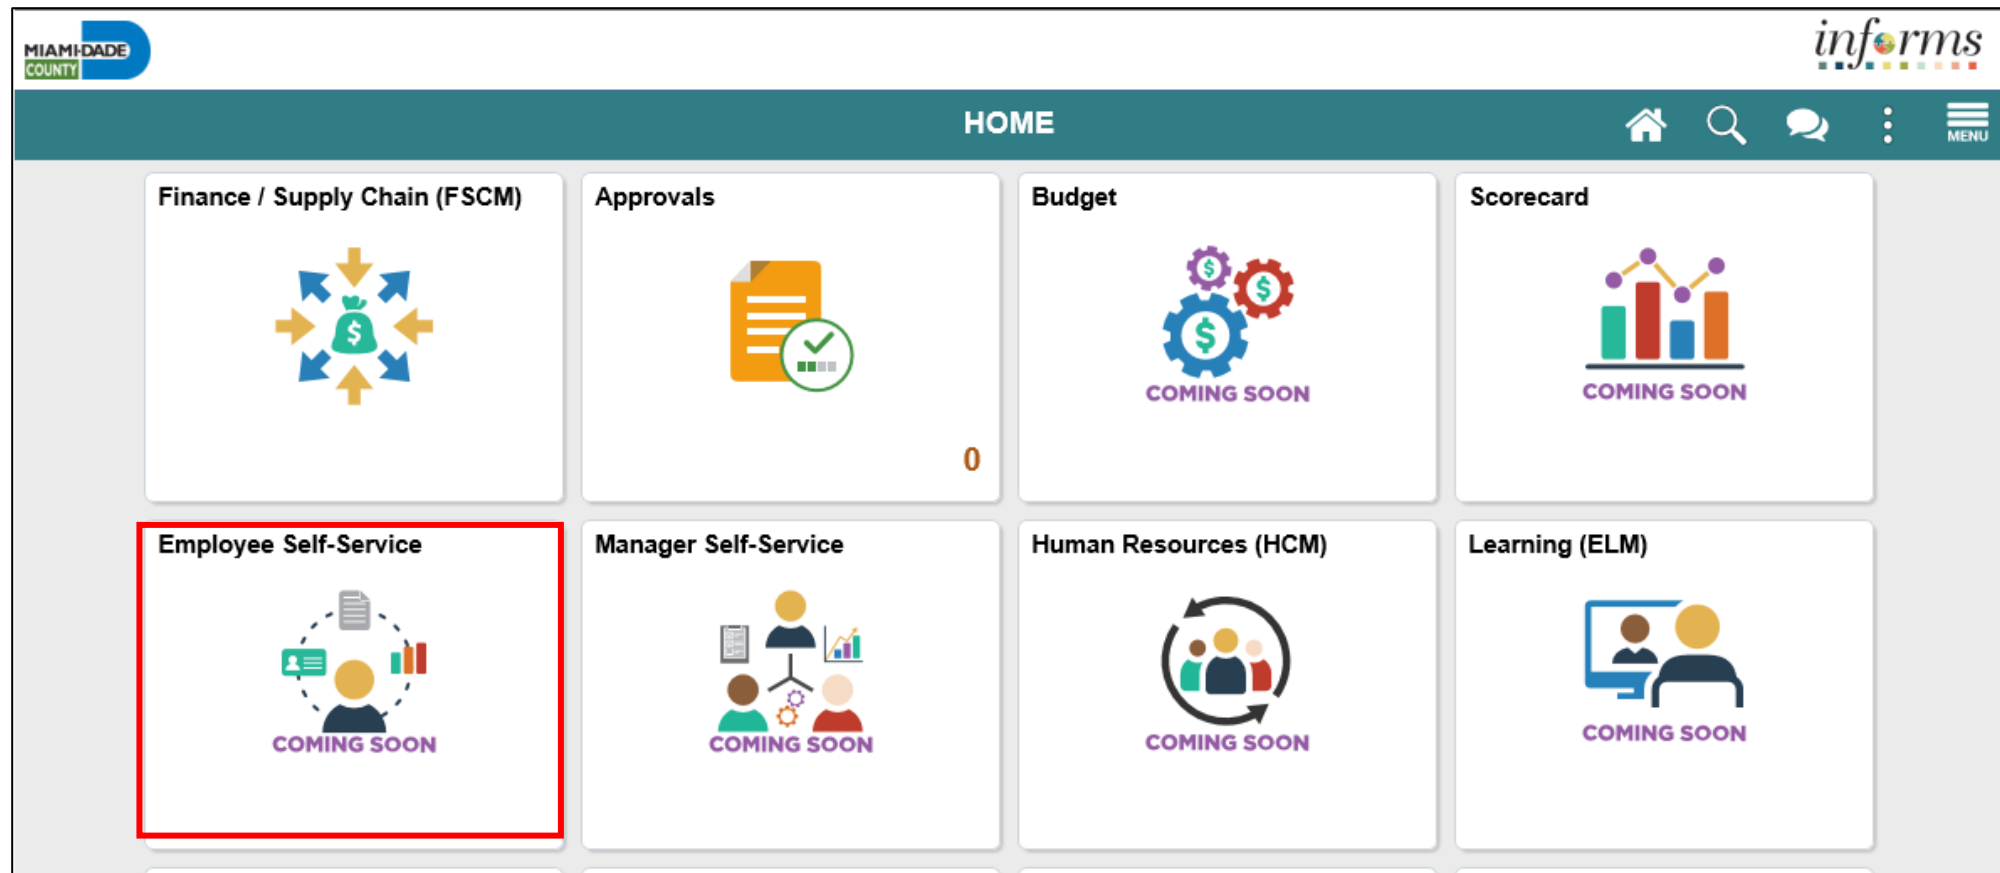 MIAMI-DADE
COUNTY
informs
HOME
MENU
Finance / Supply Chain (FSCM)
Approvals
Budget
Scorecard
$
$
$
$
COMING SOON
COMING SOON
0
Employee Self-Service
Manager Self-Service
Human Resources (HCM)
Learning (ELM)
COMING SOON
COMING SOON
COMING SOON
COMING SOON